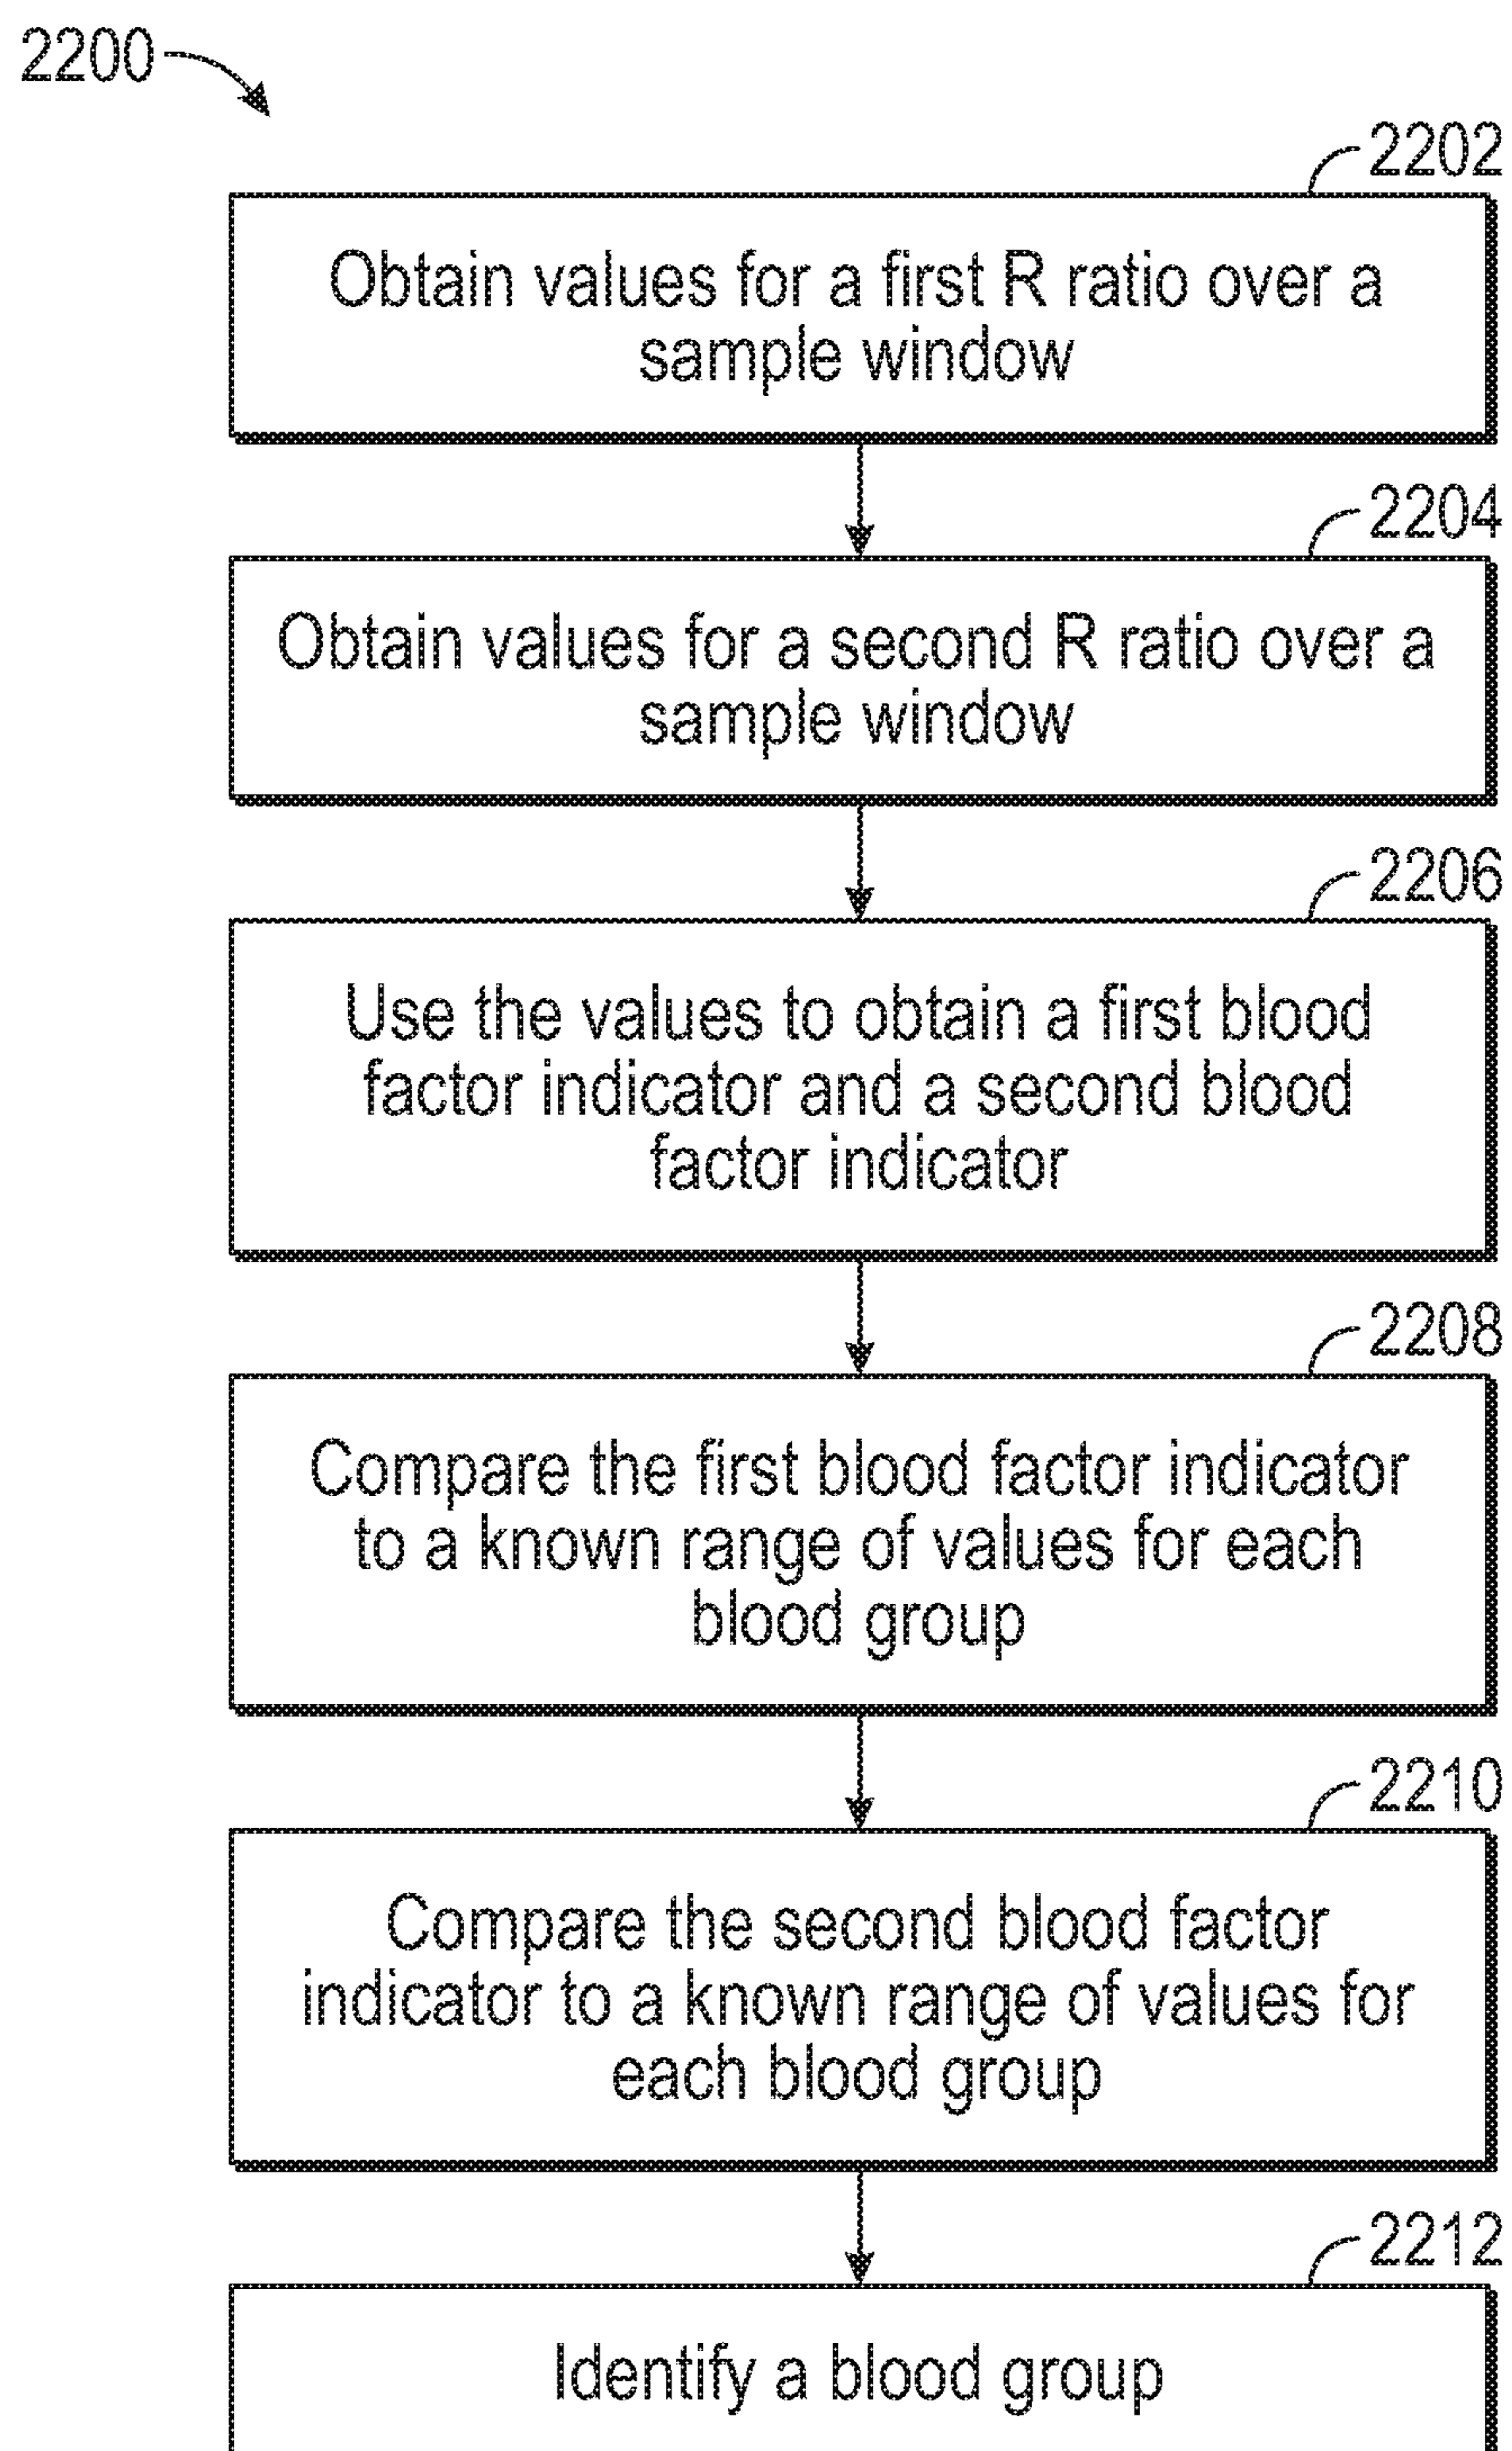 2200
2202
Obtain values for a first R ratio over a
sample window
2204
Obtain values for a second R ratio over a
sample window
2206
Use the values to obtain a first blood
factor indicator and a second blood
factor indicator
2208
Compare the first blood factor indicator
to a known range of values for each
blood group
2210
Compare the second blood factor
indicator to a known range of values for
each blood group
2212
Identify a blood group